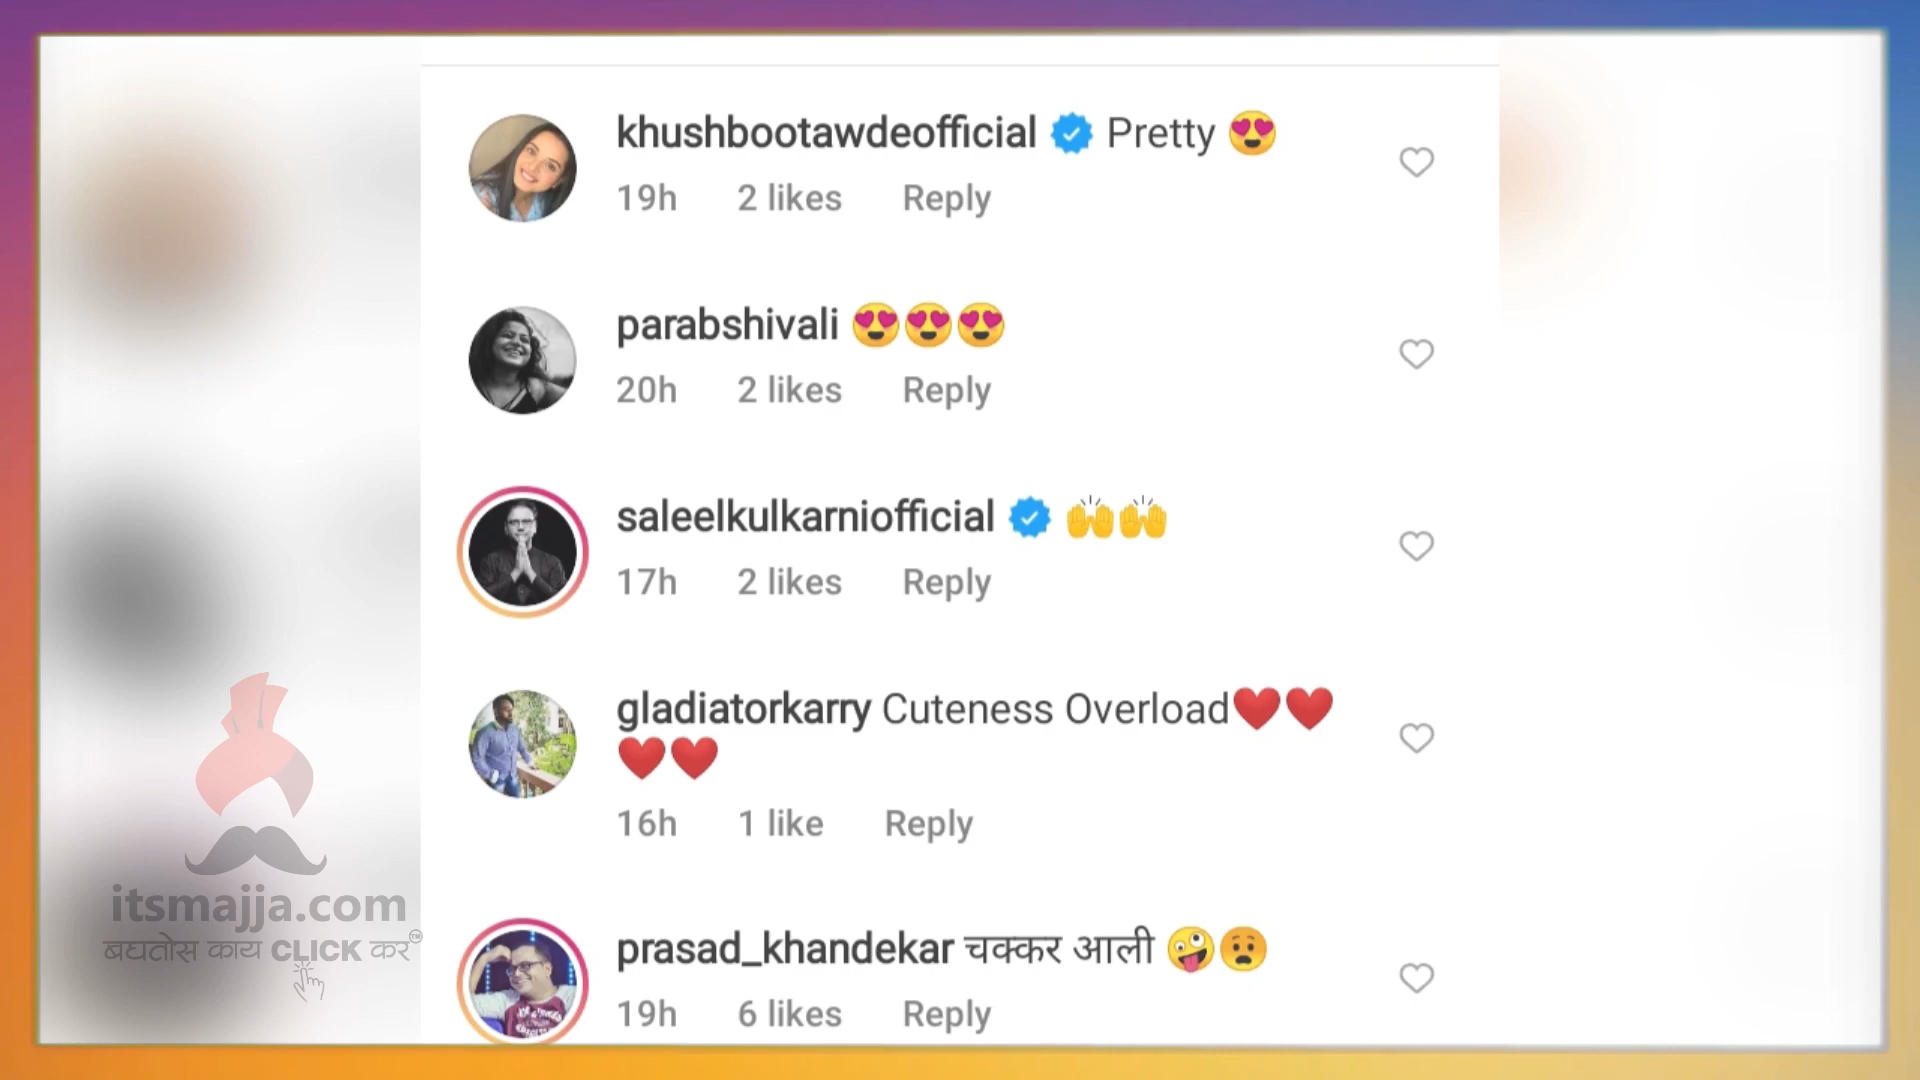 khushbootawdeofficial Pretty 😍
19h 2 likes Reply
parabshivali 😍😍😍
20h 2 likes Reply
saleelkulkarniofficial 🙌🙌
17h 2 likes Reply
gladiatorkarry Cuteness Overload❤️❤️
❤️❤️
16h 1 like Reply
prasad_khandekar चक्कर आली 🤪😧
19h 6 likes Reply
itsmajja.com
बघतोस काय CLICK कर™